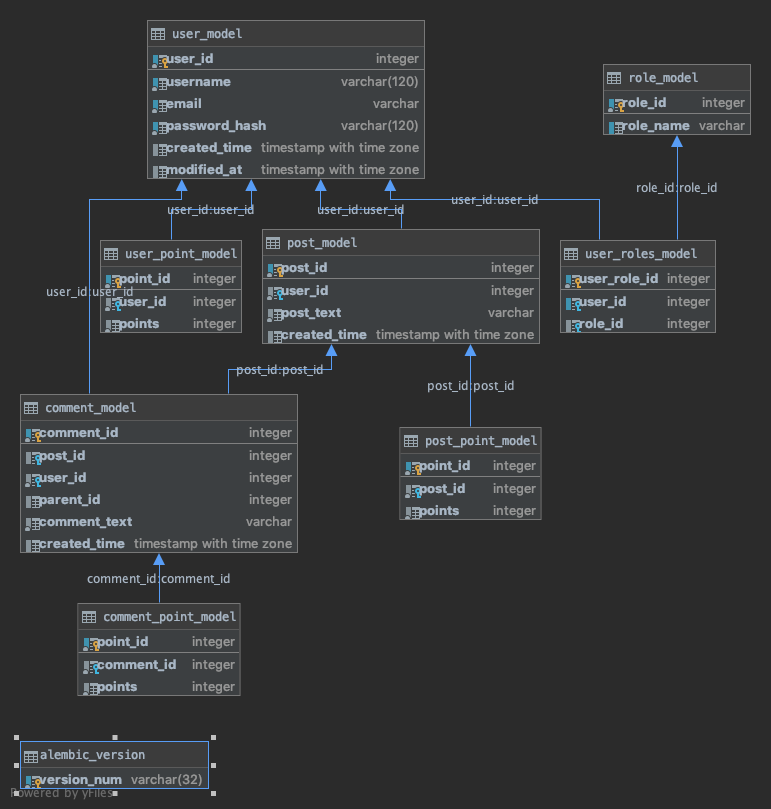 user_model
user_id integer
username varchar(120)
email varchar
password_hash varchar(120)
created_time timestamp with time zone
modified_at timestamp with time zone
role_model
role_id integer
role_name varchar
role_id:role_id
user_id:user_id
user_id:user_id
user_id:user_id
user_id:user_id
user_point_model
point_id integer
user_id integer
points integer
post_model
post_id integer
user_id integer
post_text varchar
created_time timestamp with time zone
user_roles_model
user_role_id integer
user_id integer
role_id integer
post_id:post_id
post_id:post_id
comment_model
comment_id integer
post_id integer
user_id integer
parent_id integer
comment_text varchar
created_time timestamp with time zone
post_point_model
point_id integer
post_id integer
points integer
comment_id:comment_id
comment_point_model
point_id integer
comment_id integer
points integer
alembic_version
version_num varchar(32)
Powered by yFiles